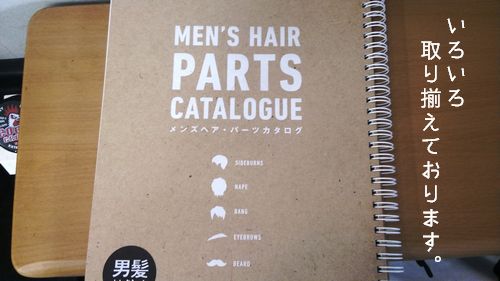 MEN'S HAIR
PARTS
CATALOGUE
メンズヘア・パーツカタログ
SIDEBURNS
NAPE
BANG
EYEBROWS
BEARD
男髪
いろいろ
取り揃えております。